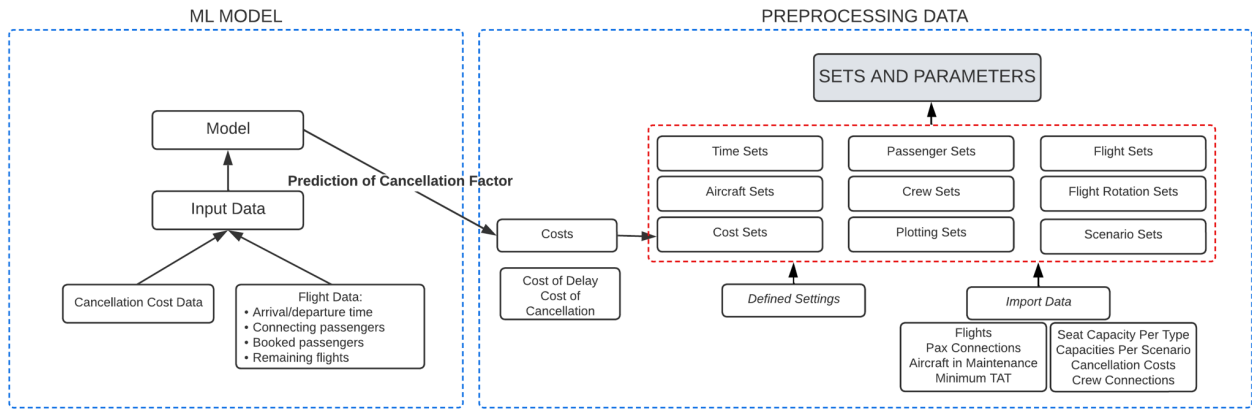 ML MODEL
Model
Prediction of Cancellation Factor
Input Data
Cancellation Cost Data
Flight Data:
• Arrival/departure time
• Connecting passengers
• Booked passengers
• Remaining flights
PREPROCESSING DATA
SETS AND PARAMETERS
Time Sets
Passenger Sets
Flight Sets
Aircraft Sets
Crew Sets
Flight Rotation Sets
Cost Sets
Plotting Sets
Scenario Sets
Costs
Cost of Delay
Cost of
Cancellation
Defined Settings
Import Data
Flights
Pax Connections
Aircraft in Maintenance
Minimum TAT
Seat Capacity Per Type
Capacities Per Scenario
Cancellation Costs
Crew Connections